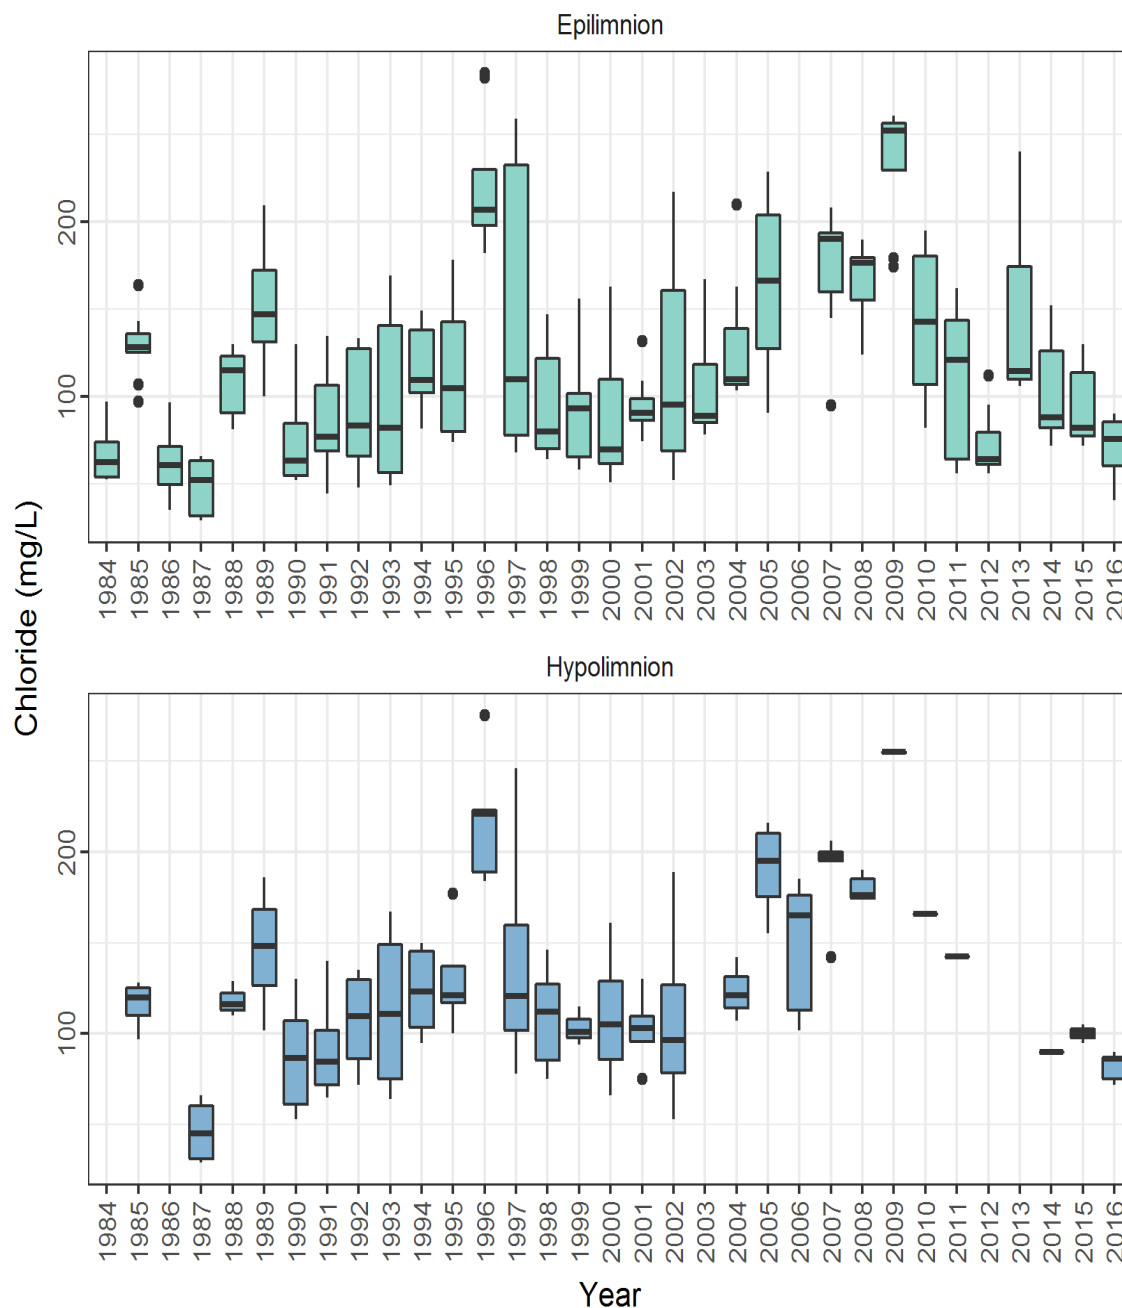 Epilimnion
200
100
1984 1985 1986 1987 1988 1989 1990 1991 1992 1993 1994 1995 1996 1997 1998 1999 2000 2001 2002 2003 2004 2005 2006 2007 2008 2009 2010 2011 2012 2013 2014 2015 2016
Chloride (mg/L)
Hypolimnion
200
100
1984 1985 1986 1987 1988 1989 1990 1991 1992 1993 1994 1995 1996 1997 1998 1999 2000 2001 2002 2003 2004 2005 2006 2007 2008 2009 2010 2011 2012 2013 2014 2015 2016
Year